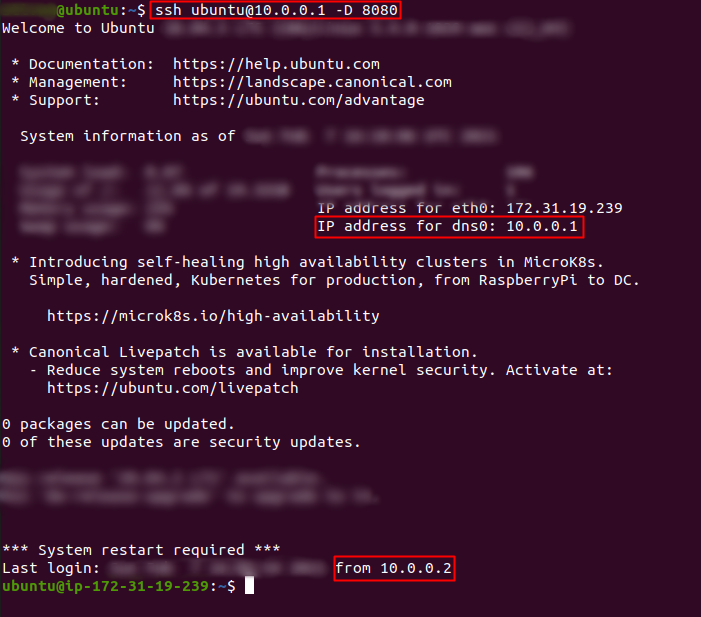 @ubuntu:~$ ssh ubuntu@10.0.0.1 -D 8080
Welcome to Ubuntu
* Documentation: https://help.ubuntu.com
* Management: https://landscape.canonical.com
* Support: https://ubuntu.com/advantage
System information as of
IP address for eth0: 172.31.19.239
IP address for dns0: 10.0.0.1
* Introducing self-healing high availability clusters in MicroK8s.
Simple, hardened, Kubernetes for production, from RaspberryPi to DC.
https://microk8s.io/high-availability
* Canonical Livepatch is available for installation.
- Reduce system reboots and improve kernel security. Activate at:
https://ubuntu.com/livepatch
0 packages can be updated.
0 of these updates are security updates.
*** System restart required ***
Last login: from 10.0.0.2
ubuntu@ip-172-31-19-239:~$